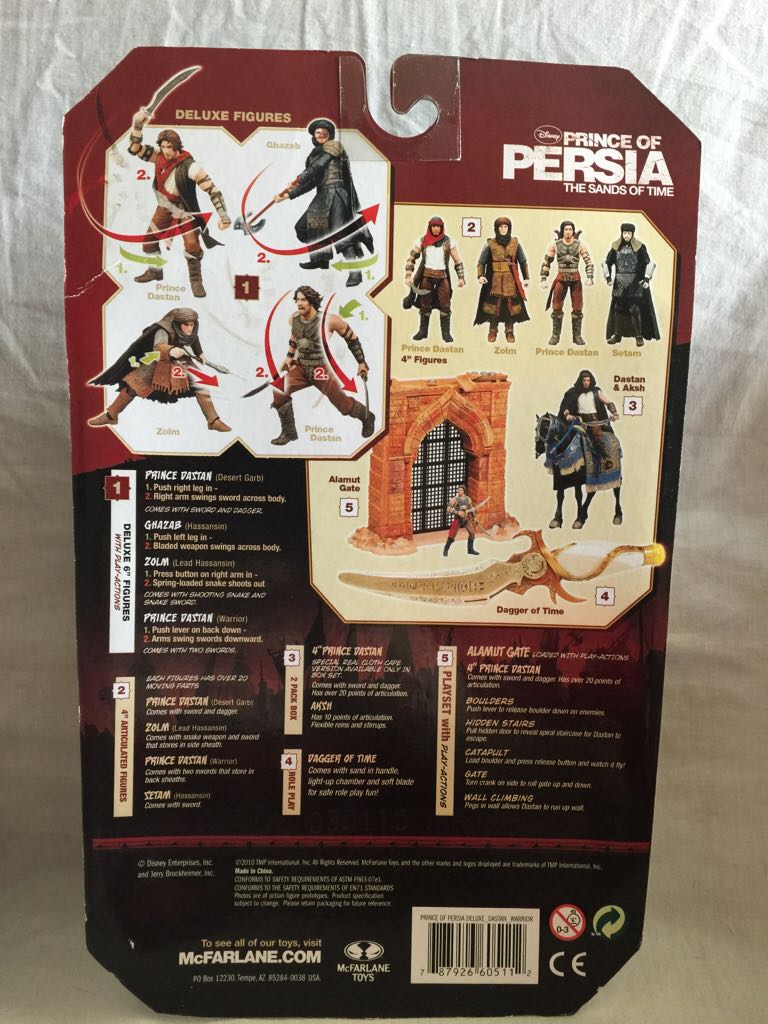 DELUXE FIGURES
Ghazab
2.
1.
Prince
Dastan
2.
1.
1
1.
2.
Zolm
1.
2.
2.
Prince
Dastan
Disney
PRINCE OF
PERSIA
THE SANDS OF TIME
2
Prince Dastan
Zolm
Prince Dastan
Setam
4" Figures
Dastan
& Aksh
3
Alamut
Gate
5
Dagger of Time
4
1
DELUXE 6" FIGURES
WITH PLAY-ACTIONS
PRINCE DASTAN (Desert Garb)
1. Push right leg in -
2. Right arm swings sword across body.
COMES WITH SWORD AND DAGGER.
GHAZAB (Hassansin)
1. Push left leg in -
2. Bladed weapon swings across body.
ZOLM (Lead Hassansin)
1. Press button on right arm in -
2. Spring-loaded snake shoots out
COMES WITH SHOOTING SNAKE AND
SNAKE SWORD.
PRINCE DASTAN (Warrior)
1. Push lever on back down -
2. Arms swing swords downward.
COMES WITH TWO SWORDS.
2
4" ARTICULATED FIGURES
EACH FIGURES HAS OVER 20
MOVING PARTS
PRINCE DASTAN (Desert Garb)
Comes with sword and dagger.
ZOLM (Lead Hassansin)
Comes with snake weapon and sword
that stores in side sheath.
PRINCE DASTAN (Warrior)
Comes with two swords that store in
back sheaths.
SETAM (Hassansin)
Comes with sword.
3
2 PACK BOX
4" PRINCE DASTAN
SPECIAL REAL CLOTH CAPE
VERSION AVAILABLE ONLY IN
BOX SET.
Comes with sword and dagger.
Has over 20 points of articulation.
AKSH
Has 10 points of articulation.
Flexible reins and stirrups.
4
ROLE PLAY
DAGGER OF TIME
Comes with sand in handle,
light-up chamber and soft blade
for safe role play fun!
5
PLAYSET with PLAY-ACTIONS
ALAMUT GATE LOADED WITH PLAY-ACTIONS
4" PRINCE DASTAN
Comes with sword and dagger. Has over 20 points of
articulation.
BOULDERS
Push lever to release boulder down on enemies.
HIDDEN STAIRS
Pull hidden door to reveal spiral staircase for Dastan to
escape.
CATAPULT
Load boulder and press release button and watch it fly!
GATE
Turn crank on side to roll gate up and down.
WALL CLIMBING
Pegs in wall allows Dastan to run up wall.
© Disney Enterprises, Inc.
and Jerry Bruckheimer, Inc.
©2010 TMP International, Inc. All Rights Reserved. McFarlane Toys, and the other marks and logos displayed are trademarks of TMP International, Inc.
Made in China.
CONFORMS TO SAFETY REQUIREMENTS OF ASTM F963-07e1.
CONFORMS TO THE SAFETY REQUIREMENTS OF EN71 STANDARDS
Photos are of action figure prototypes. Product specification
subject to change. Please retain packaging for future reference.
To see all of our toys, visit
McFARLANE.COM
PO Box 12230, Tempe, AZ 85284-0038 USA
McFARLANE
TOYS
PRINCE OF PERSIA DELUXE_DASTAN_WARRIOR
7 87926 60511 2
0-3
CE